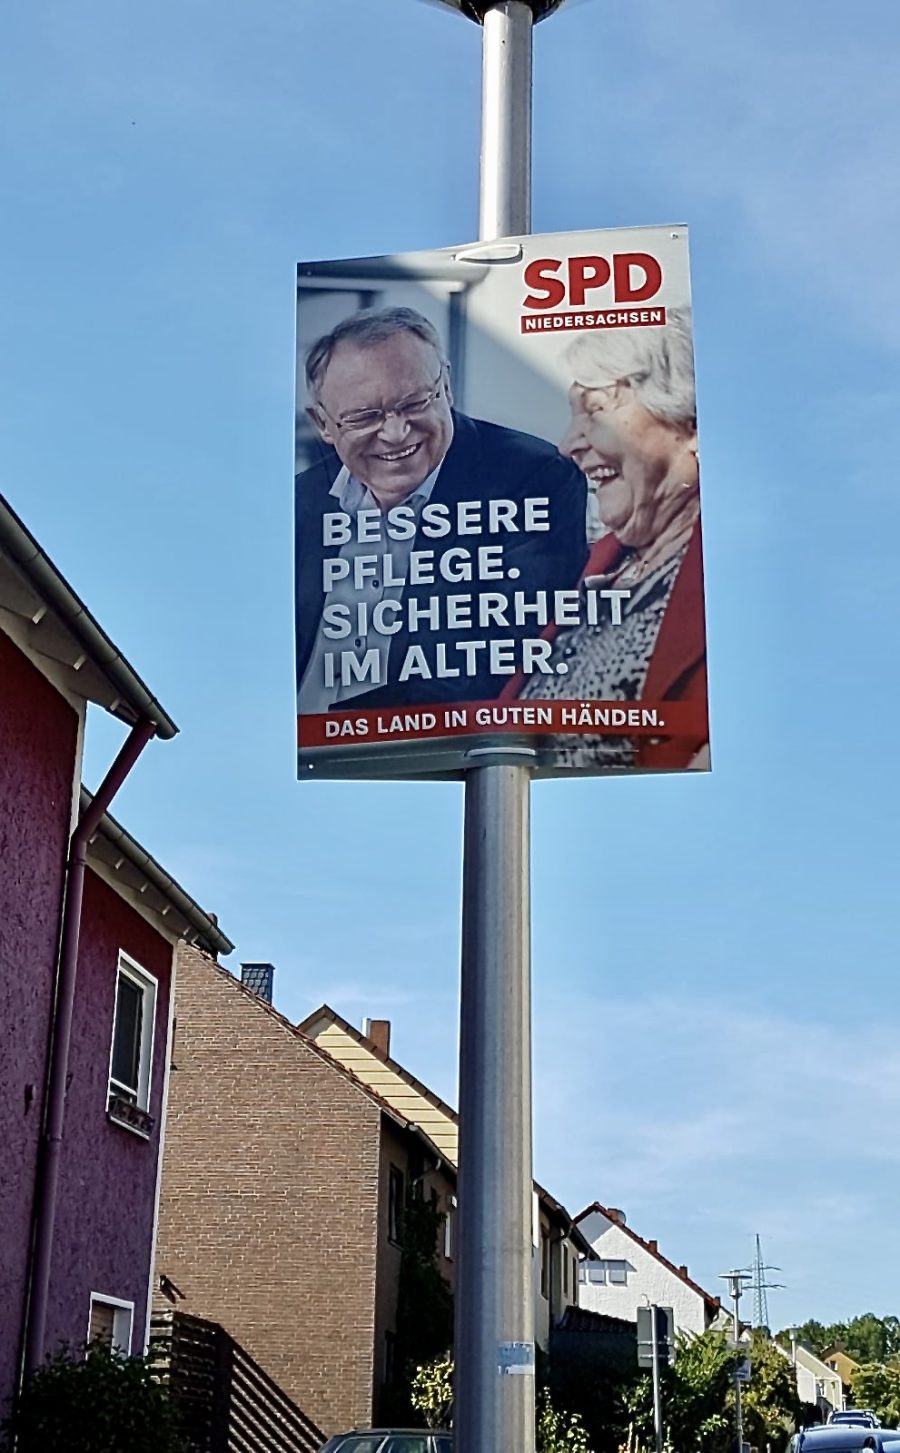 SPD
NIEDERSACHSEN
BESSERE
PFLEGE.
SICHERHEIT
IM ALTER.
DAS LAND IN GUTEN HÄNDEN.